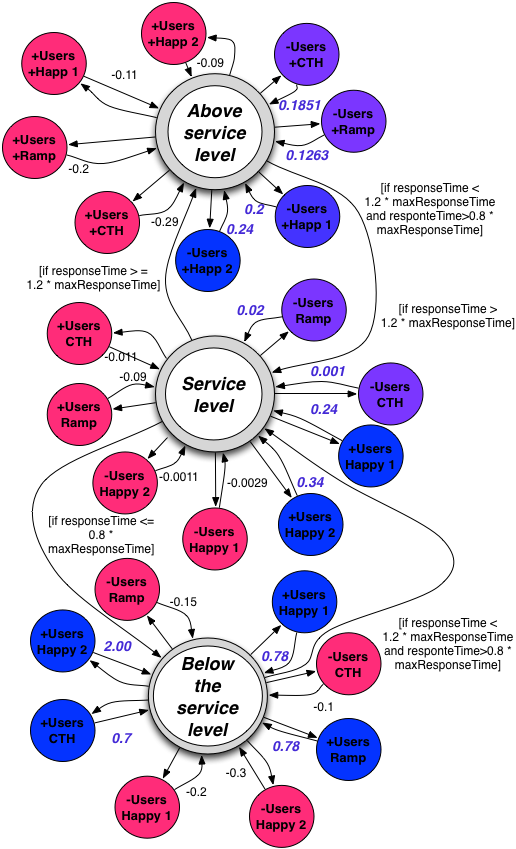 +Users
+Happ 2
-0.09
+Users
+Happ 1
-0.11
-Users
+CTH
0.1851
Above
service
level
-Users
+Ramp
0.1263
+Users
+Ramp
-0.2
+Users
+CTH
-0.29
-Users
+Happ 2
0.24
0.2
-Users
+Happ 1
[if responseTime <
1.2 * maxResponseTime
and responteTime>0.8 *
maxResponseTime]
[if responseTime > =
1.2 * maxResponseTime]
[if responseTime >
1.2 * maxResponseTime]
-Users
Ramp
0.02
+Users
CTH
-0.011
Service
level
0.001
-Users
CTH
+Users
Ramp
-0.09
0.24
+Users
Happy 1
-Users
Happy 2
-0.0011
-0.0029
-Users
Happy 1
0.34
+Users
Happy 2
[if responseTime <=
0.8 *
maxResponseTime]
-Users
Ramp
-0.15
+Users
Happy 1
0.78
+Users
Happy 2
2.00
[if responseTime <
1.2 * maxResponseTime
and responteTime>0.8 *
maxResponseTime]
Below
the
service
level
-Users
CTH
-0.1
+Users
CTH
0.7
+Users
Ramp
0.78
-Users
Happy 1
-0.2
-0.3
-Users
Happy 2